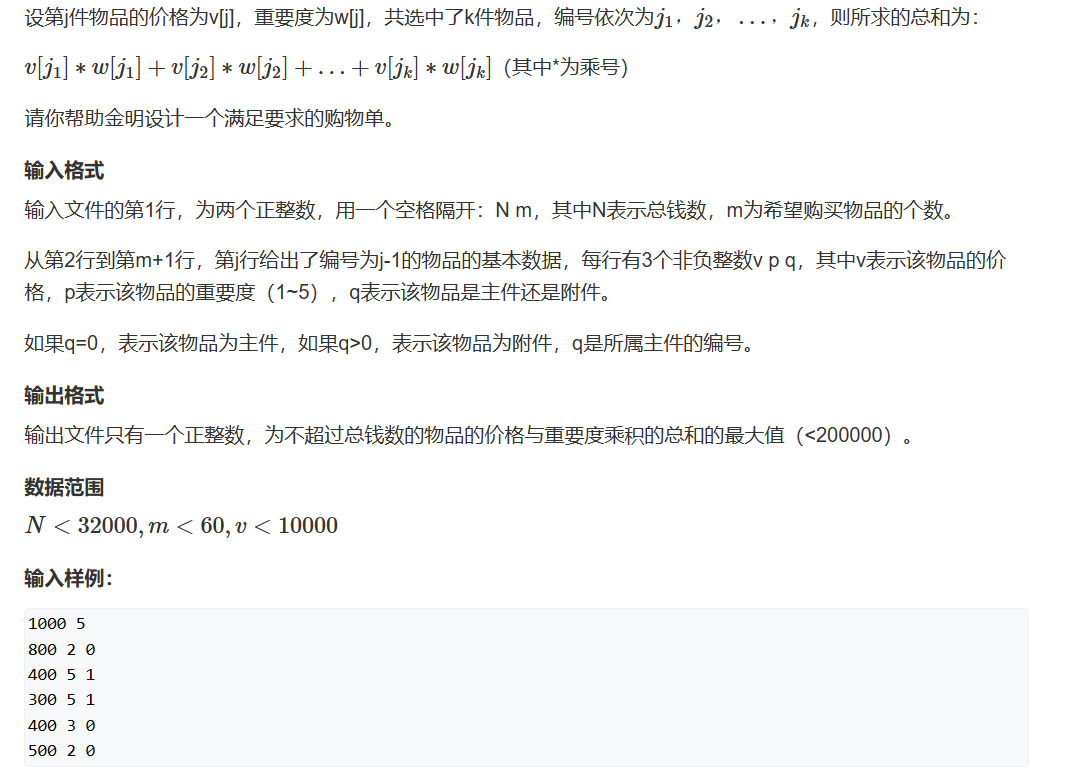 设第j件物品的价格为v[j]，重要度为w[j]，共选中了k件物品，编号依次为j₁，j₂，...，jₖ，则所求的总和为：
v[j₁] * w[j₁] + v[j₂] * w[j₂] + ... + v[jₖ] * w[jₖ]（其中*为乘号）
请你帮助金明设计一个满足要求的购物单。
输入格式
输入文件的第1行，为两个正整数，用一个空格隔开：N m，其中N表示总钱数，m为希望购买物品的个数。
从第2行到第m+1行，第j行给出了编号为j-1的物品的基本数据，每行有3个非负整数v p q，其中v表示该物品的价
格，p表示该物品的重要度（1~5），q表示该物品是主件还是附件。
如果q=0，表示该物品为主件，如果q>0，表示该物品为附件，q是所属主件的编号。
输出格式
输出文件只有一个正整数，为不超过总钱数的物品的价格与重要度乘积的总和的最大值（<200000）。
数据范围
N < 32000, m < 60, v < 10000
输入样例：
1000 5
800 2 0
400 5 1
300 5 1
400 3 0
500 2 0